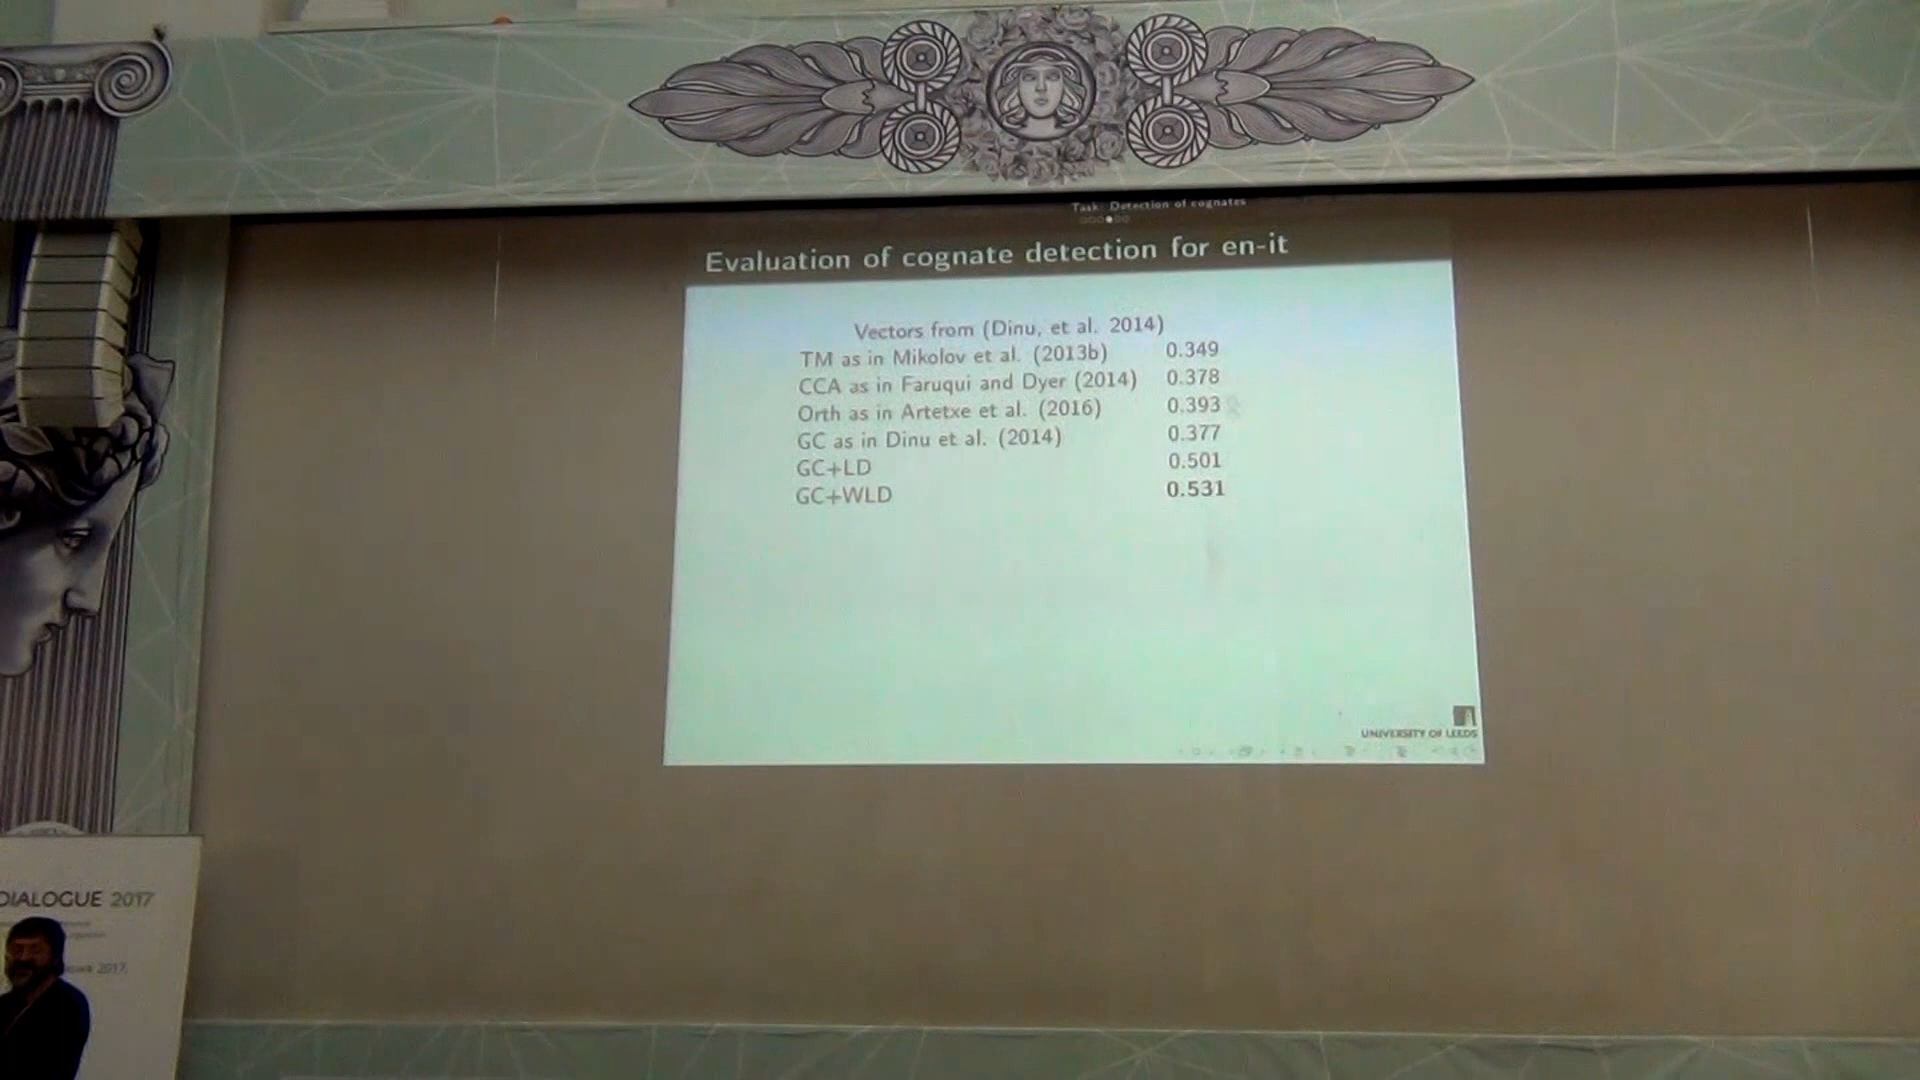 Task: Detection of cognates
Evaluation of cognate detection for en-it
Vectors from (Dinu, et al. 2014)
TM as in Mikolov et al. (2013b) 0.349
CCA as in Faruqui and Dyer (2014) 0.378
Orth as in Artetxe et al. (2016) 0.393
GC as in Dinu et al. (2014) 0.377
GC+LD 0.501
GC+WLD 0.531
UNIVERSITY OF LEEDS
DIALOGUE 2017
2017